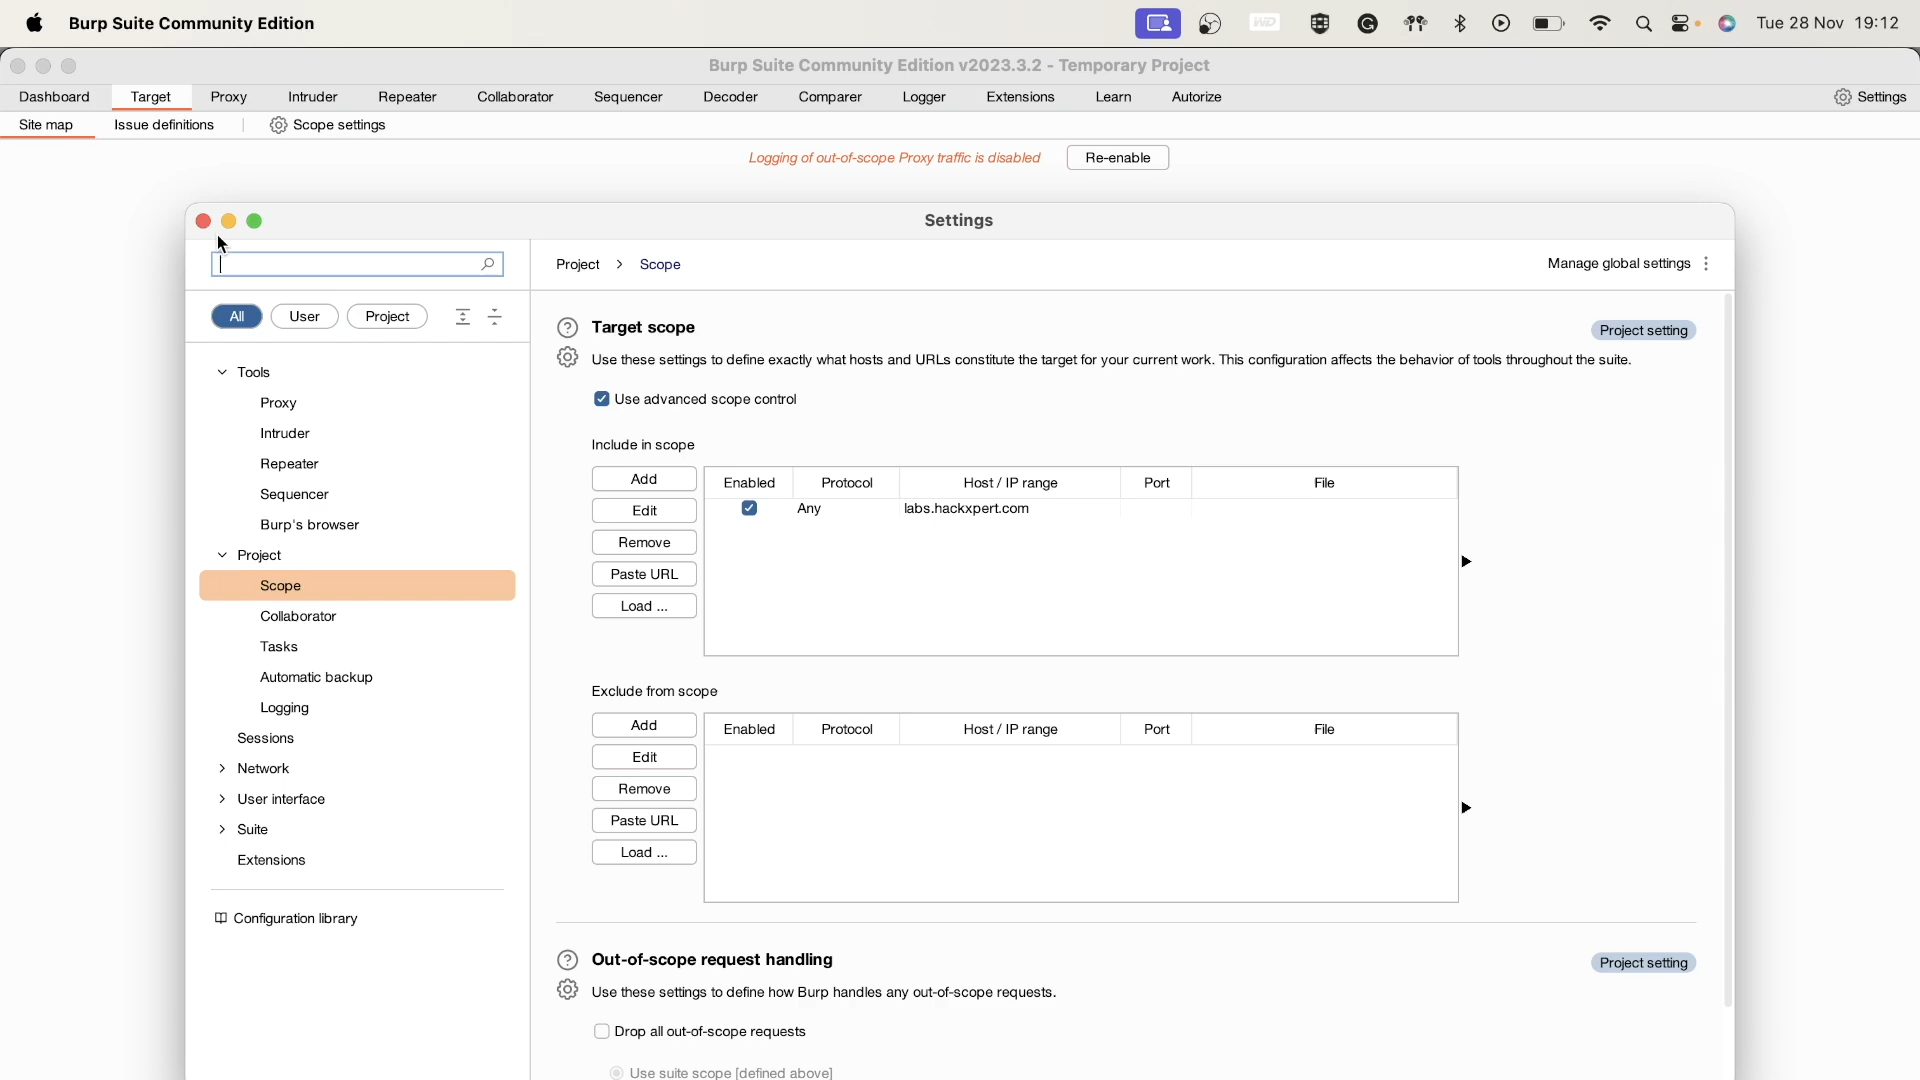 Burp Suite Community Edition
WD
Tue 28 Nov 19:12
Burp Suite Community Edition v2023.3.2 - Temporary Project
Dashboard Target Proxy Intruder Repeater Collaborator Sequencer Decoder Comparer Logger Extensions Learn Autorize Settings
Site map Issue definitions Scope settings
Logging of out-of-scope Proxy traffic is disabled Re-enable
Settings
Project > Scope Manage global settings
All User Project
Target scope Project setting
Use these settings to define exactly what hosts and URLs constitute the target for your current work. This configuration affects the behavior of tools throughout the suite.
Tools
Use advanced scope control
Proxy
Intruder
Include in scope
Repeater
Add Enabled Protocol Host / IP range Port File
Sequencer
Edit Any labs.hackxpert.com
Burp's browser
Remove
Project
Paste URL
Scope
Load ...
Collaborator
Tasks
Automatic backup
Exclude from scope
Logging
Add Enabled Protocol Host / IP range Port File
Sessions
Edit
Network
Remove
User interface
Paste URL
Suite
Load ...
Extensions
Configuration library
Out-of-scope request handling Project setting
Use these settings to define how Burp handles any out-of-scope requests.
Drop all out-of-scope requests
Use suite scope [defined above]